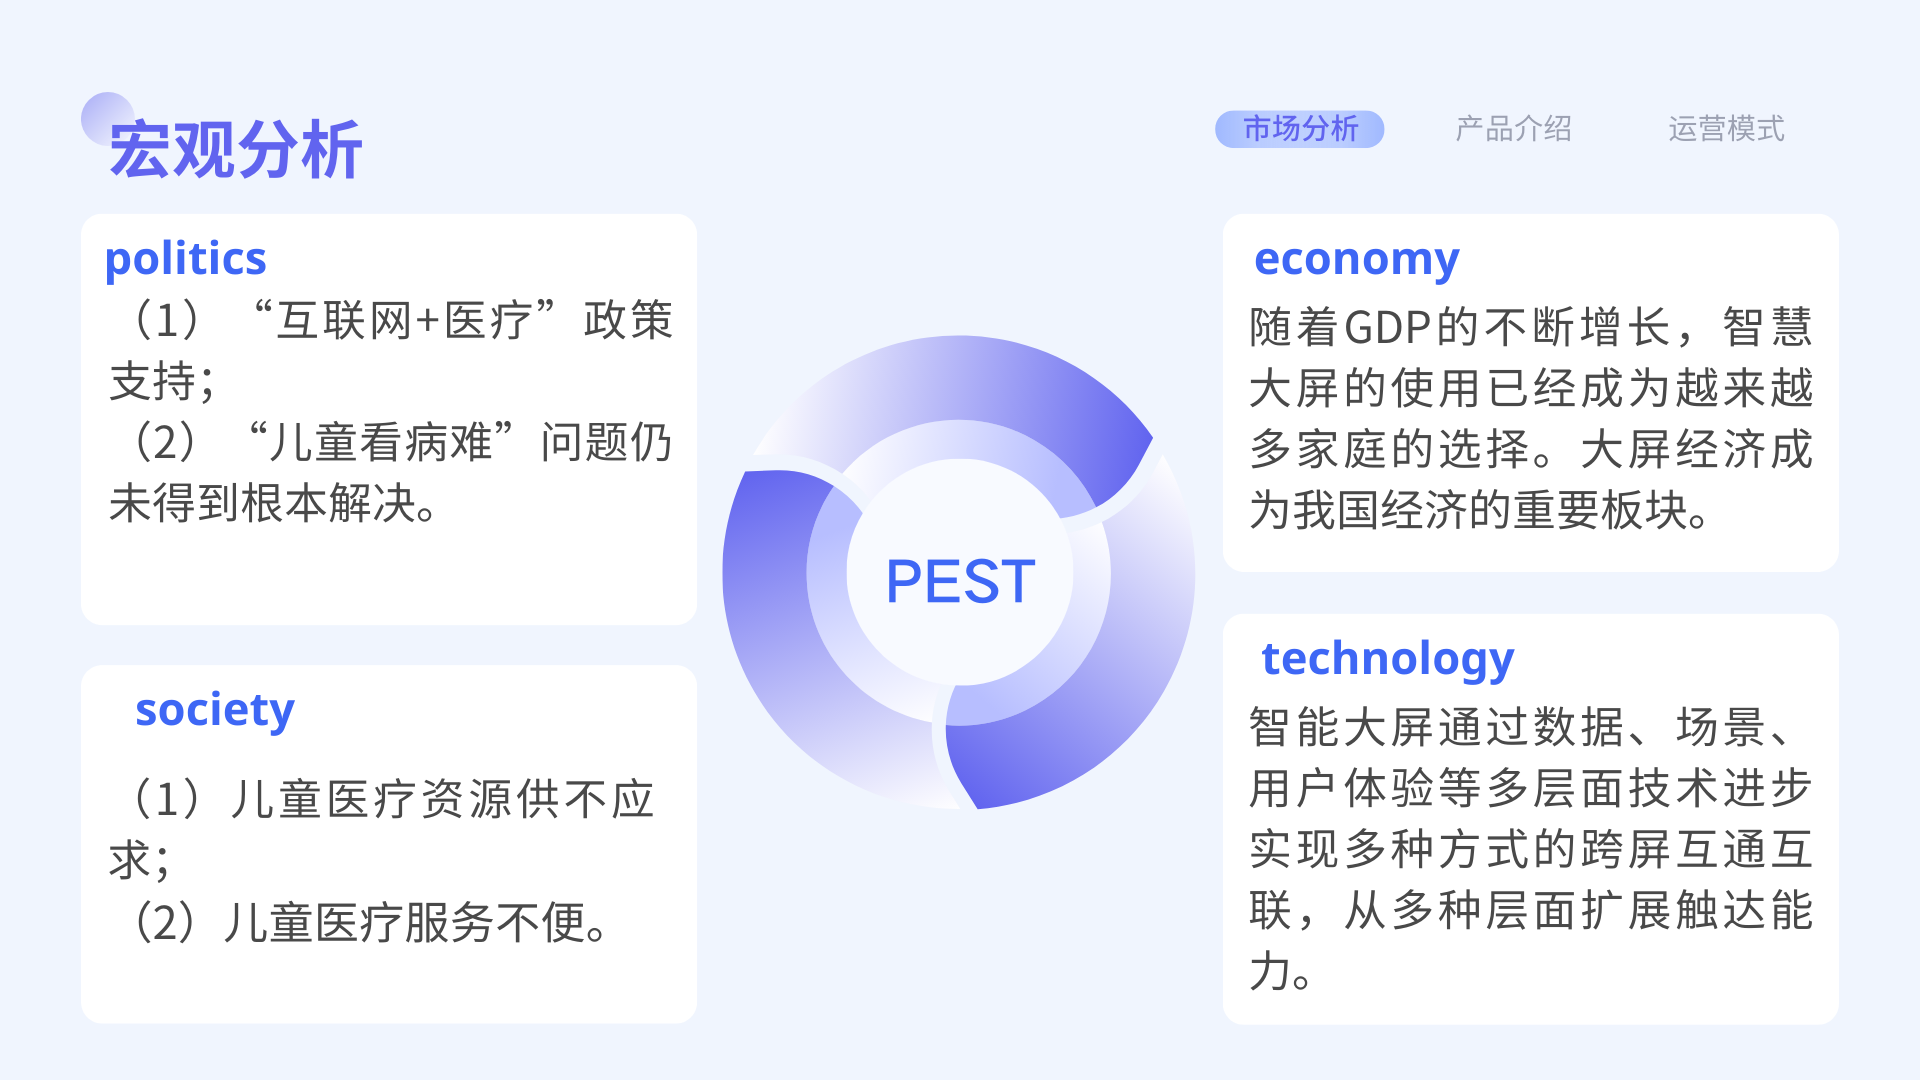 宏观分析
市场分析
产品介绍
运营模式
politics
（1）“互联网+医疗”政策
支持；
（2）“儿童看病难”问题仍
未得到根本解决。
economy
随着GDP的不断增长，智慧
大屏的使用已经成为越来越
多家庭的选择。大屏经济成
为我国经济的重要板块。
PEST
society
（1）儿童医疗资源供不应
求；
（2）儿童医疗服务不便。
technology
智能大屏通过数据、场景、
用户体验等多层面技术进步
实现多种方式的跨屏互通互
联，从多种层面扩展触达能
力。